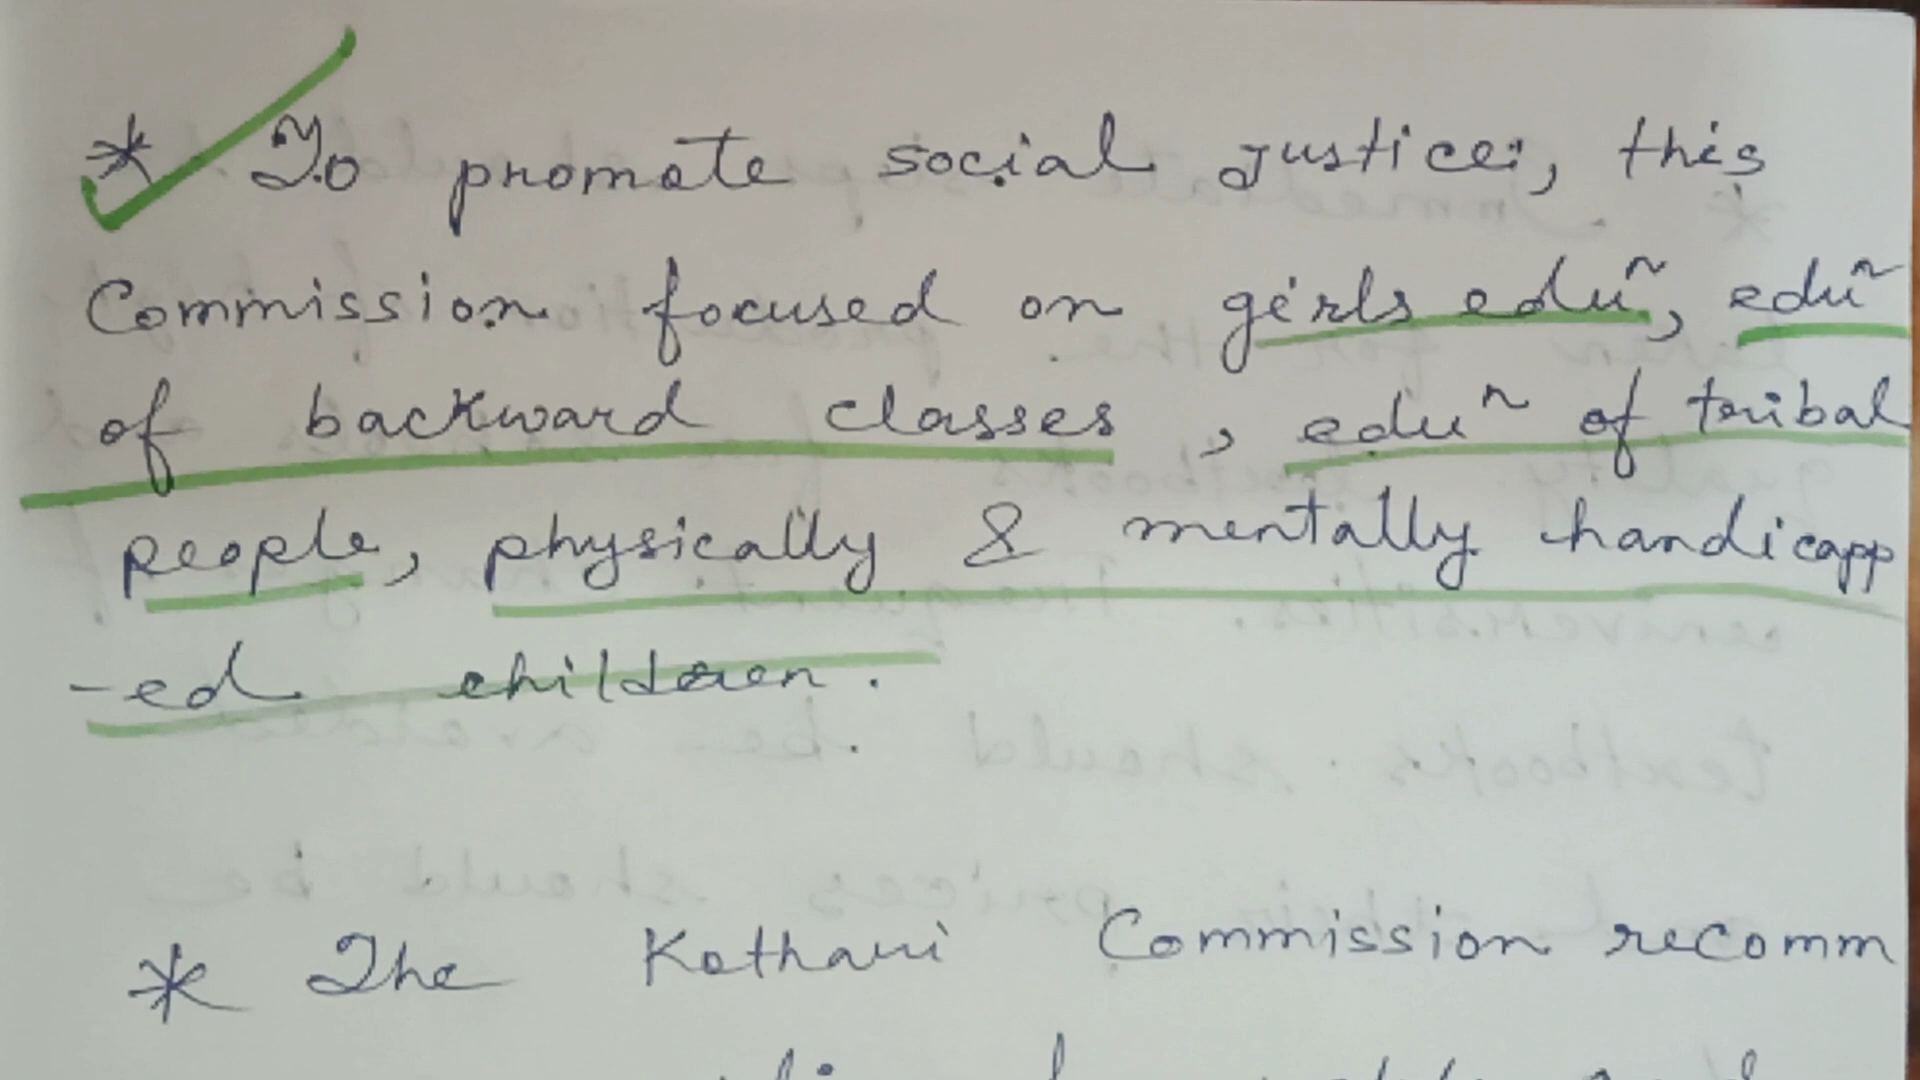 * To promote social justice, this
Commission focused on girls eduⁿ, eduⁿ
of backward classes, eduⁿ of tribal
people, physically & mentally handicapp
-ed children.
* The Kothari Commission recomm